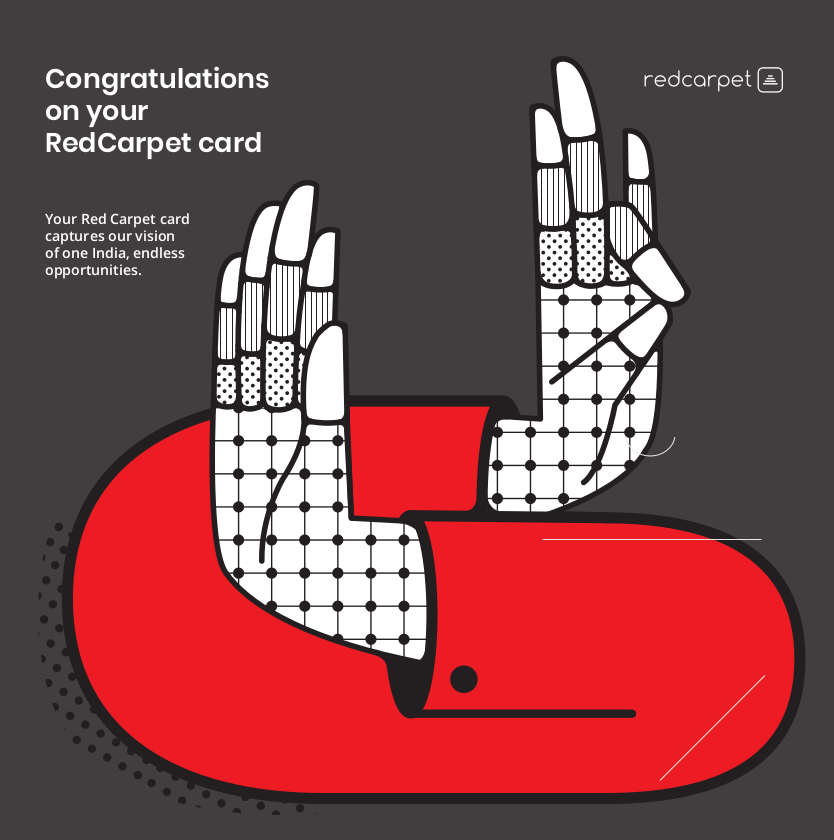 Congratulations
on your
RedCarpet card
redcarpet
Your Red Carpet card
captures our vision
of one India, endless
opportunities.